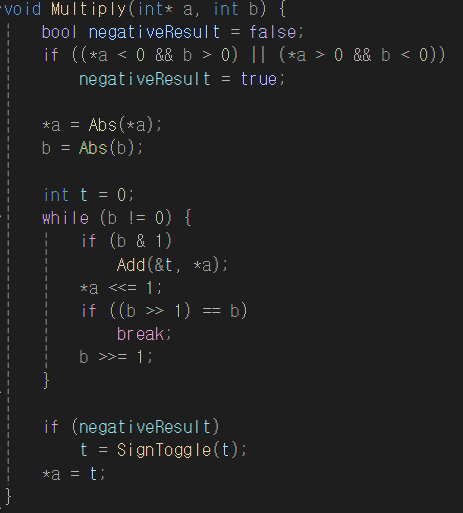 void Multiply(int* a, int b) {
    bool negativeResult = false;
    if ((*a < 0 && b > 0) || (*a > 0 && b < 0))
        negativeResult = true;

    *a = Abs(*a);
    b = Abs(b);

    int t = 0;
    while (b != 0) {
        if (b & 1)
            Add(&t, *a);
        *a <<= 1;
        if ((b >> 1) == b)
            break;
        b >>= 1;
    }

    if (negativeResult)
        t = SignToggle(t);
    *a = t;
}